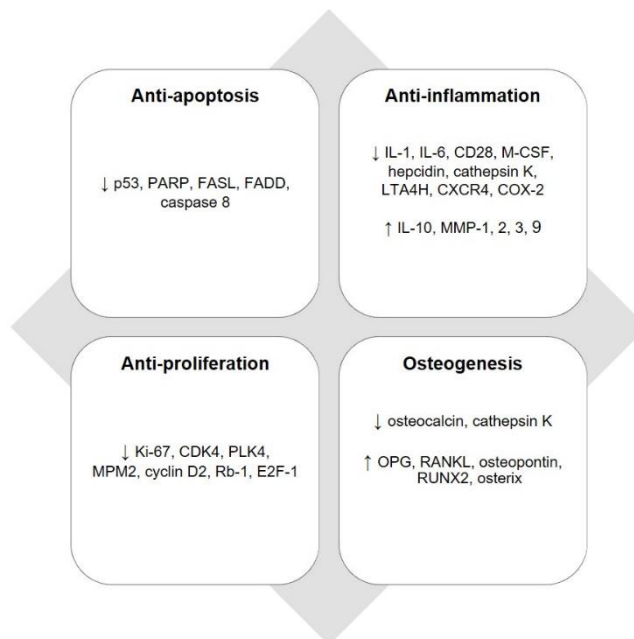 Anti-apoptosis
↓ p53, PARP, FASL, FADD,
caspase 8
Anti-inflammation
↓ IL-1, IL-6, CD28, M-CSF,
hepcidin, cathepsin K,
LTA4H, CXCR4, COX-2
↑ IL-10, MMP-1, 2, 3, 9
Anti-proliferation
↓ Ki-67, CDK4, PLK4,
MPM2, cyclin D2, Rb-1, E2F-1
Osteogenesis
↓ osteocalcin, cathepsin K
↑ OPG, RANKL, osteopontin,
RUNX2, osterix